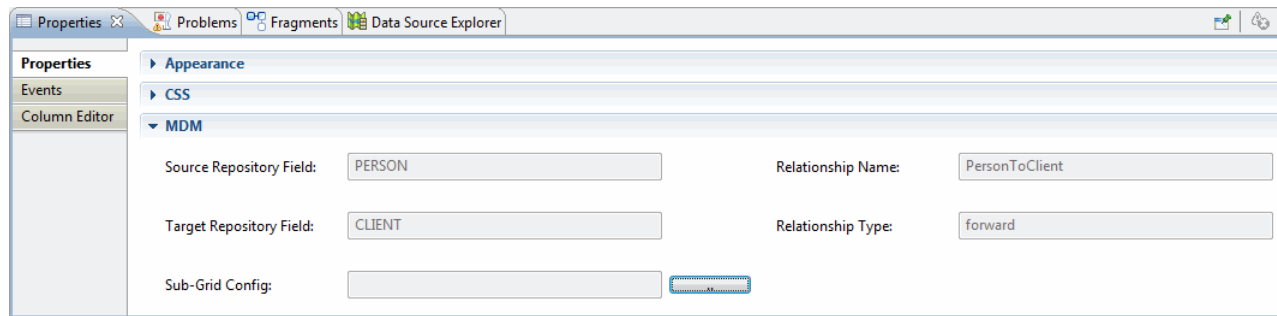 Properties Problems Fragments Data Source Explorer
Properties
Events
Column Editor
Appearance
CSS
MDM
Source Repository Field: PERSON Relationship Name: PersonToClient
Target Repository Field: CLIENT Relationship Type: forward
Sub-Grid Config: ..